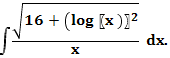 ∫ √(16 + (log 〖x )〗²) / x dx.